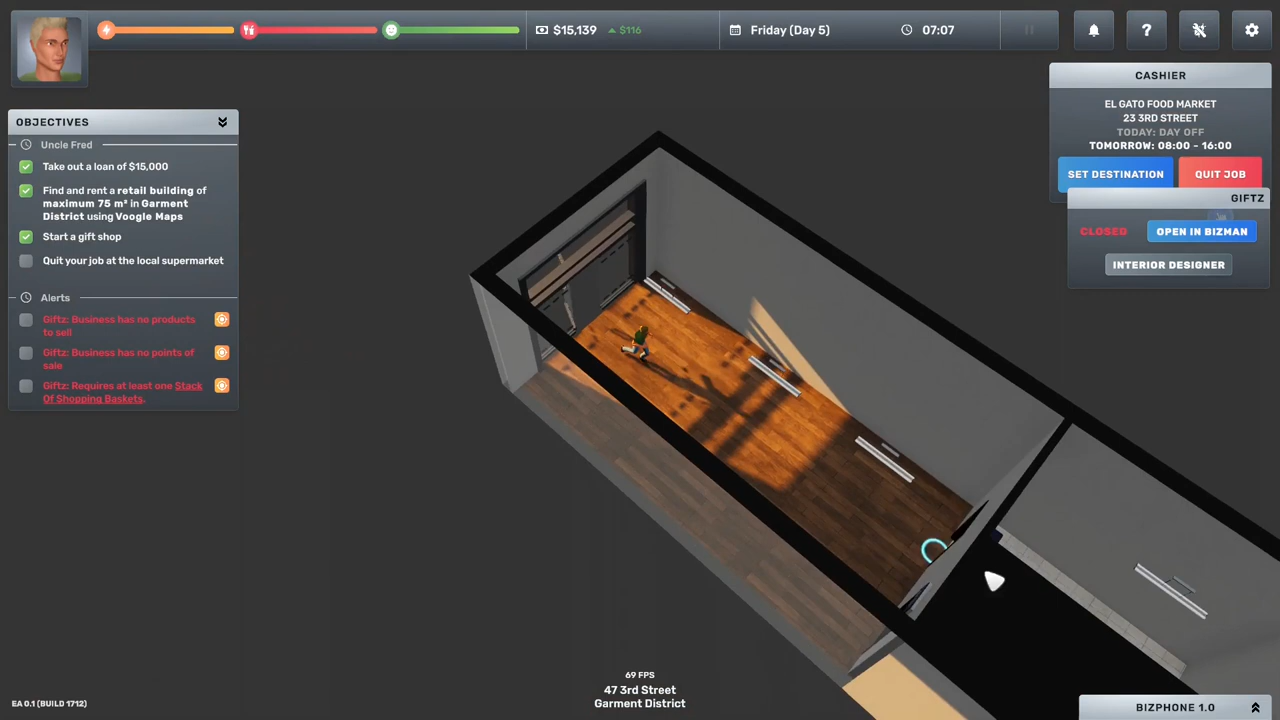 $15,139
$116
Friday (Day 5)
07:07
?
CASHIER
EL GATO FOOD MARKET
23 3RD STREET
TODAY: DAY OFF
TOMORROW: 08:00 - 16:00
SET DESTINATION
QUIT JOB
GIFTZ
CLOSED
OPEN IN BIZMAN
INTERIOR DESIGNER
OBJECTIVES
Uncle Fred
Take out a loan of $15,000
Find and rent a retail building of
maximum 75 m² in Garment
District using Voogle Maps
Start a gift shop
Quit your job at the local supermarket
Alerts
Giftz: Business has no products
to sell
Giftz: Business has no points of
sale
Giftz: Requires at least one Stack
Of Shopping Baskets.
69 FPS
47 3rd Street
Garment District
EA 0.1 (BUILD 1712)
BIZPHONE 1.0